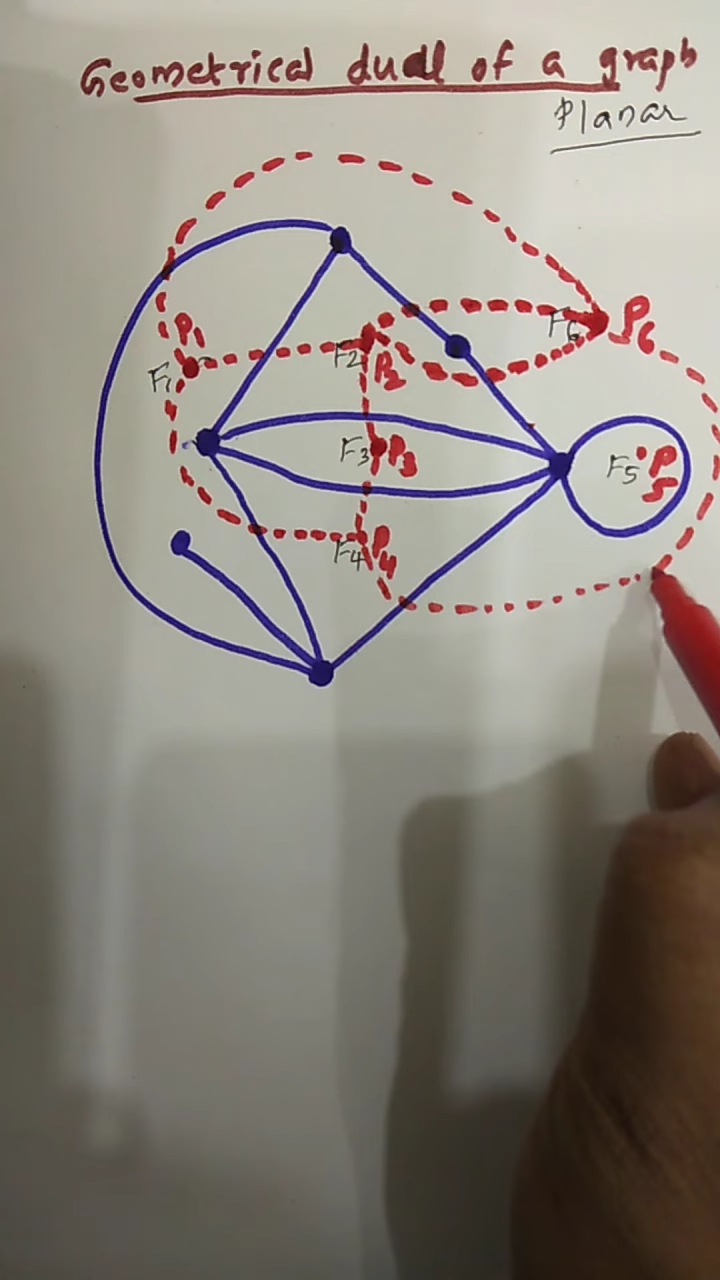 Geometrical dual of a graph
Planar
F6 P6
P1
F1
F2 P2
F3 P3
F5 P5
F4 P4